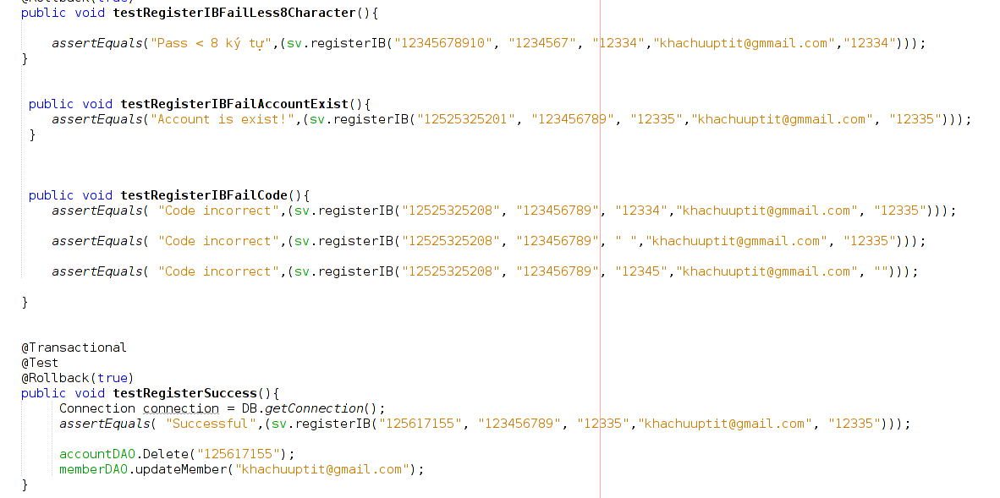 @Rollback(true)
public void testRegisterIBFailLess8Character(){
assertEquals("Pass < 8 ký tự",(sv.registerIB("12345678910", "1234567", "12334","khachuuptit@gmmail.com","12334")));
}
public void testRegisterIBFailAccountExist(){
assertEquals("Account is exist!",(sv.registerIB("12525325201", "123456789", "12335","khachuuptit@gmmail.com", "12335")));
}
public void testRegisterIBFailCode(){
assertEquals( "Code incorrect",(sv.registerIB("12525325208", "123456789", "12334","khachuuptit@gmmail.com", "12335")));
assertEquals( "Code incorrect",(sv.registerIB("12525325208", "123456789", " ","khachuuptit@gmmail.com", "12335")));
assertEquals( "Code incorrect",(sv.registerIB("12525325208", "123456789", "12345","khachuuptit@gmmail.com", "")));
}
@Transactional
@Test
@Rollback(true)
public void testRegisterSuccess(){
Connection connection = DB.getConnection();
assertEquals( "Successful",(sv.registerIB("125617155", "123456789", "12335","khachuuptit@gmail.com", "12335")));
accountDAO.Delete("125617155");
memberDAO.updateMember("khachuuptit@gmail.com");
}